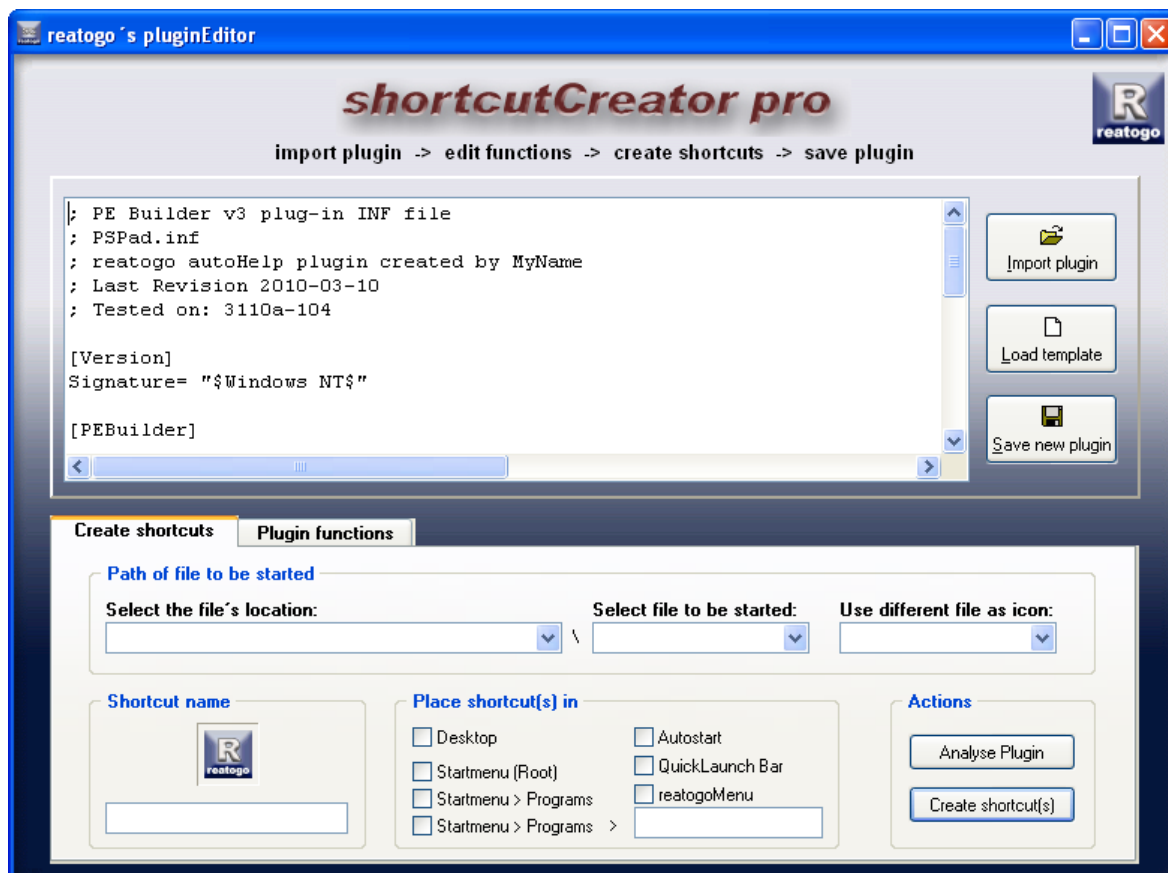 reatogo´s pluginEditor
shortcutCreator pro
R
reatogo
import plugin -> edit functions -> create shortcuts -> save plugin
; PE Builder v3 plug-in INF file
; PSPad.inf
; reatogo autoHelp plugin created by MyName
; Last Revision 2010-03-10
; Tested on: 3110a-104
[Version]
Signature= "$Windows NT$"
[PEBuilder]
Import plugin
Load template
Save new plugin
Create shortcuts
Plugin functions
Path of file to be started
Select the file´s location:
\
Select file to be started:
Use different file as icon:
Shortcut name
R
reatogo
Place shortcut(s) in
Desktop
Startmenu (Root)
Startmenu > Programs
Startmenu > Programs >
Autostart
QuickLaunch Bar
reatogoMenu
Actions
Analyse Plugin
Create shortcut(s)